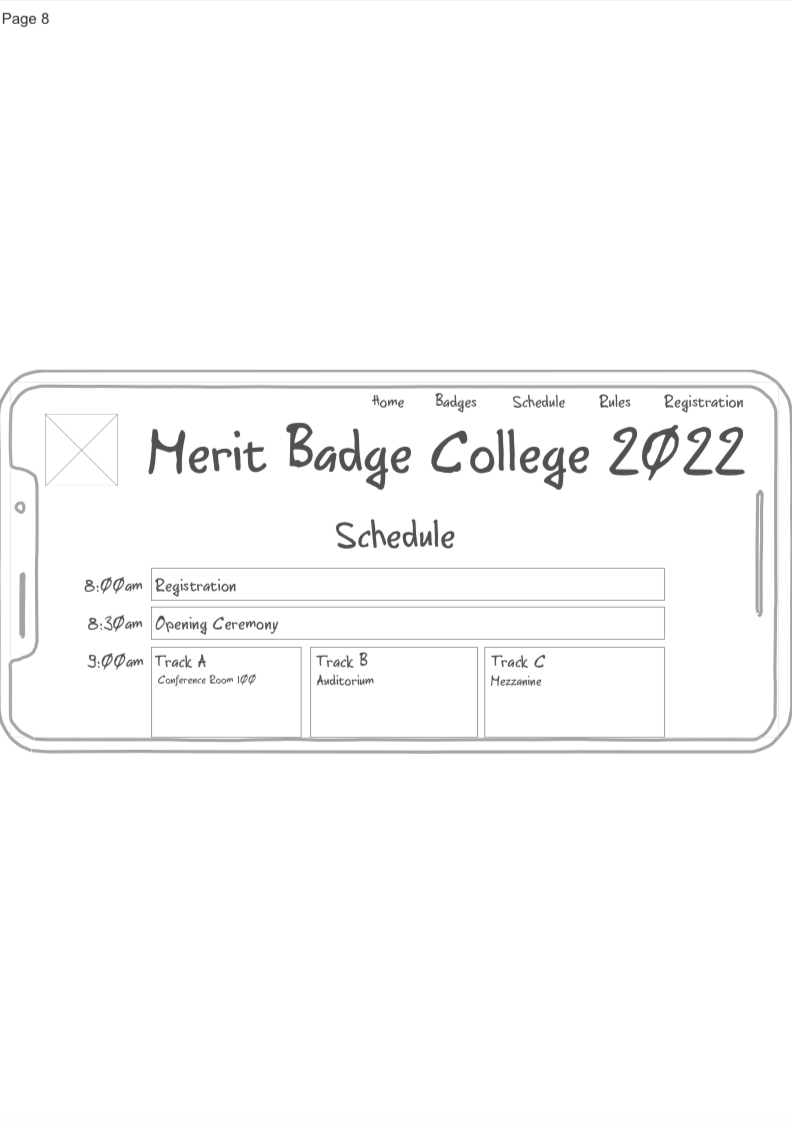 Page 8
Home Badges Schedule Rules Registration
Merit Badge College 2022
Schedule
8:00am Registration
8:30am Opening Ceremony
9:00am Track A Track B Track C
Conference Room 100 Auditorium Mezzanine